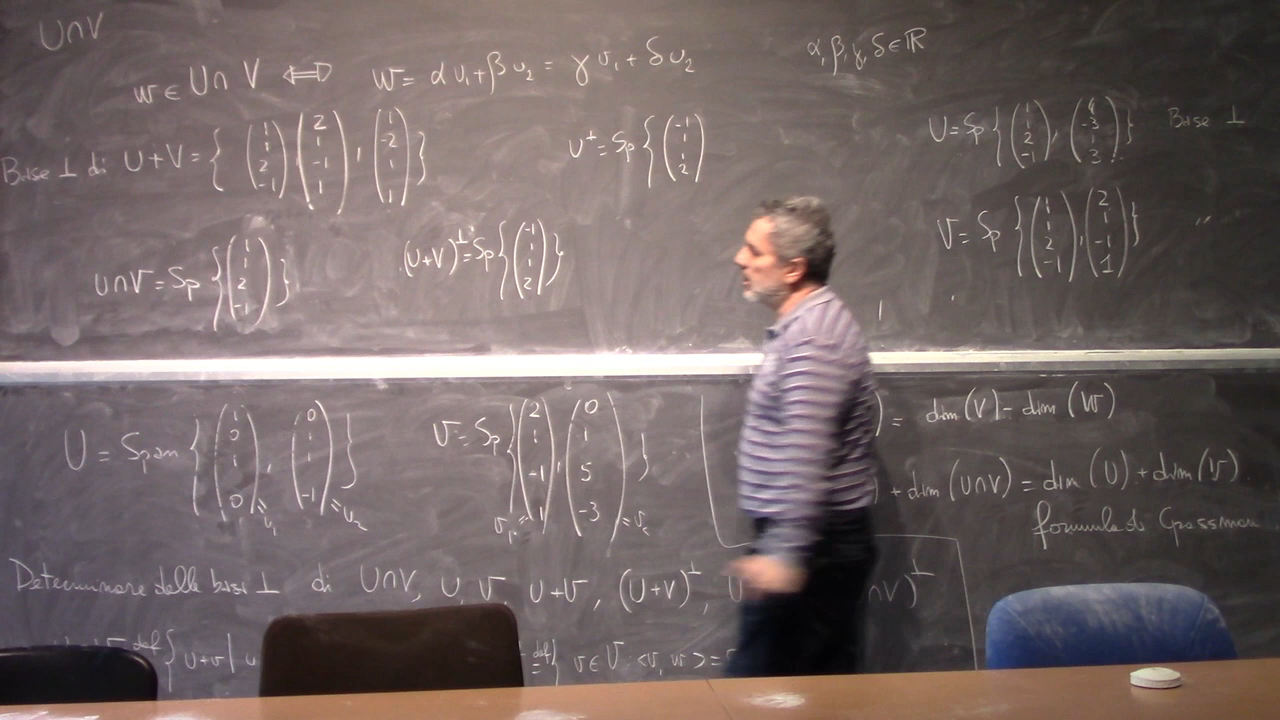 U∩V
w ∈ U∩V ⟺ w = αu₁+βu₂ = γv₁+δv₂
α, β, γ, δ ∈ ℝ
Base ⊥ di U+V = { (1 1 2 -1) (2 1 -1 1), (1 -2 1 1) }
U^⊥ = Sp { (-1 1 1 2)
U = Sp { (1 1 2 -1), (4 -3 1 3) } Base ⊥
U∩V = Sp { (1 1 2 -1) }
(U+V)^⊥ = Sp { (-1 1 1 2) }
V = Sp { (1 1 2 -1), (2 1 -1 1) } "
U = Span { (1 0 1 0) = u₁, (0 1 1 -1) = u₂ }
V = Sp { (2 1 -1 1) = v₁, (0 1 5 -3) = v₂ }
) = dim(V) - dim(W)
) + dim(U∩V) = dim(U) + dim(V)
formula di Grassman
Determinare delle basi ⊥ di U∩V, U, V U+V, (U+V)^⊥, U ∩V)^⊥
def { u+v | u
def = { v ∈ V <v, w> =